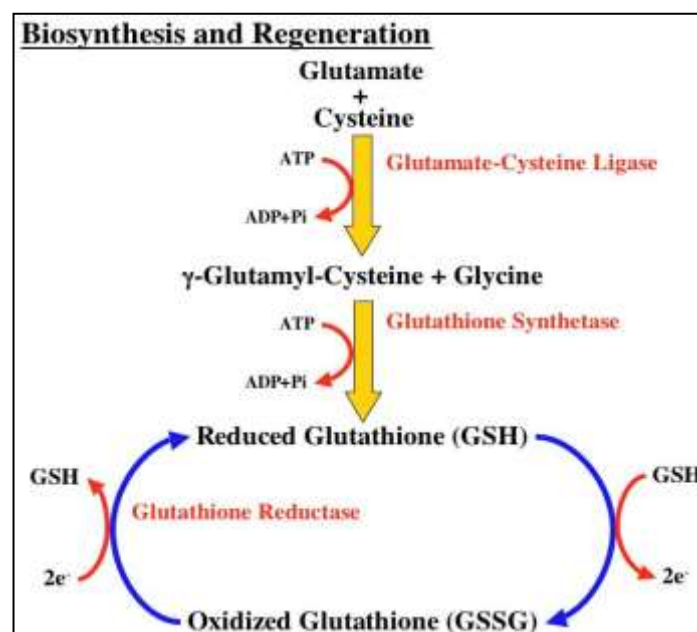 Biosynthesis and Regeneration
Glutamate
+
Cysteine
ATP
Glutamate-Cysteine Ligase
ADP+Pi
γ-Glutamyl-Cysteine + Glycine
ATP
Glutathione Synthetase
ADP+Pi
Reduced Glutathione (GSH)
GSH
GSH
Glutathione Reductase
2e-
2e-
Oxidized Glutathione (GSSG)